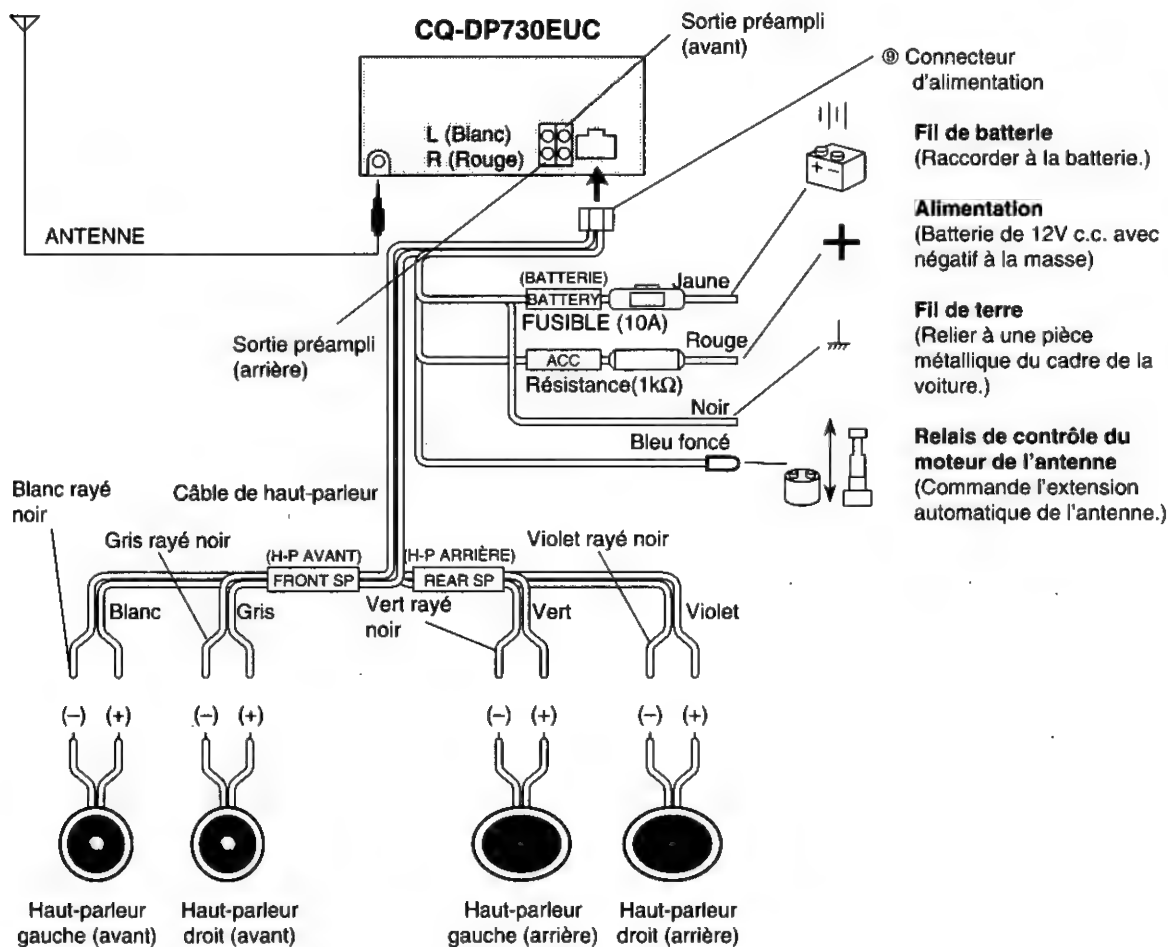 CQ-DP730EUC
Sortie préampli
(avant)
⑨ Connecteur
d'alimentation
L (Blanc)
R (Rouge)
Fil de batterie
(Raccorder à la batterie.)
ANTENNE
Alimentation
(Batterie de 12V c.c. avec
négatif à la masse)
(BATTERIE)
BATTERY
Jaune
FUSIBLE (10A)
Sortie préampli
(arrière)
Rouge
ACC
Résistance(1kΩ)
Fil de terre
(Relier à une pièce
métallique du cadre de la
voiture.)
Noir
Bleu foncé
Relais de contrôle du
moteur de l'antenne
(Commande l'extension
automatique de l'antenne.)
Blanc rayé
noir
Câble de haut-parleur
Gris rayé noir
(H-P AVANT)
FRONT SP
(H-P ARRIÈRE)
REAR SP
Violet rayé noir
Blanc
Gris
Vert rayé
noir
Vert
Violet
(−) (+)
(−) (+)
(−) (+)
(−) (+)
Haut-parleur
gauche (avant)
Haut-parleur
droit (avant)
Haut-parleur
gauche (arrière)
Haut-parleur
droit (arrière)